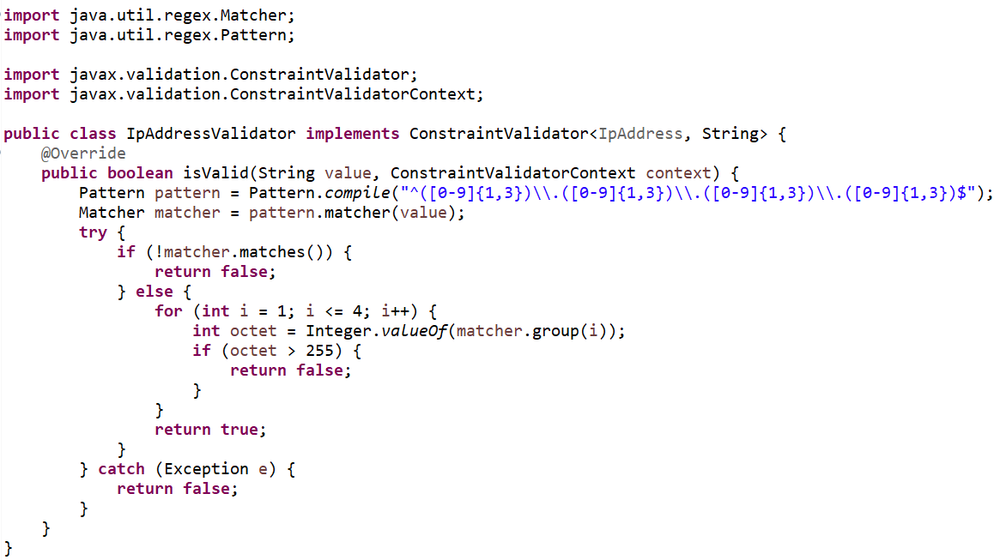 import java.util.regex.Matcher;
import java.util.regex.Pattern;

import javax.validation.ConstraintValidator;
import javax.validation.ConstraintValidatorContext;

public class IpAddressValidator implements ConstraintValidator<IpAddress, String> {
    @Override
    public boolean isValid(String value, ConstraintValidatorContext context) {
        Pattern pattern = Pattern.compile("^([0-9]{1,3})\\.([0-9]{1,3})\\.([0-9]{1,3})\\.([0-9]{1,3})$");
        Matcher matcher = pattern.matcher(value);
        try {
            if (!matcher.matches()) {
                return false;
            } else {
                for (int i = 1; i <= 4; i++) {
                    int octet = Integer.valueOf(matcher.group(i));
                    if (octet > 255) {
                        return false;
                    }
                }
                return true;
            }
        } catch (Exception e) {
            return false;
        }
    }
}